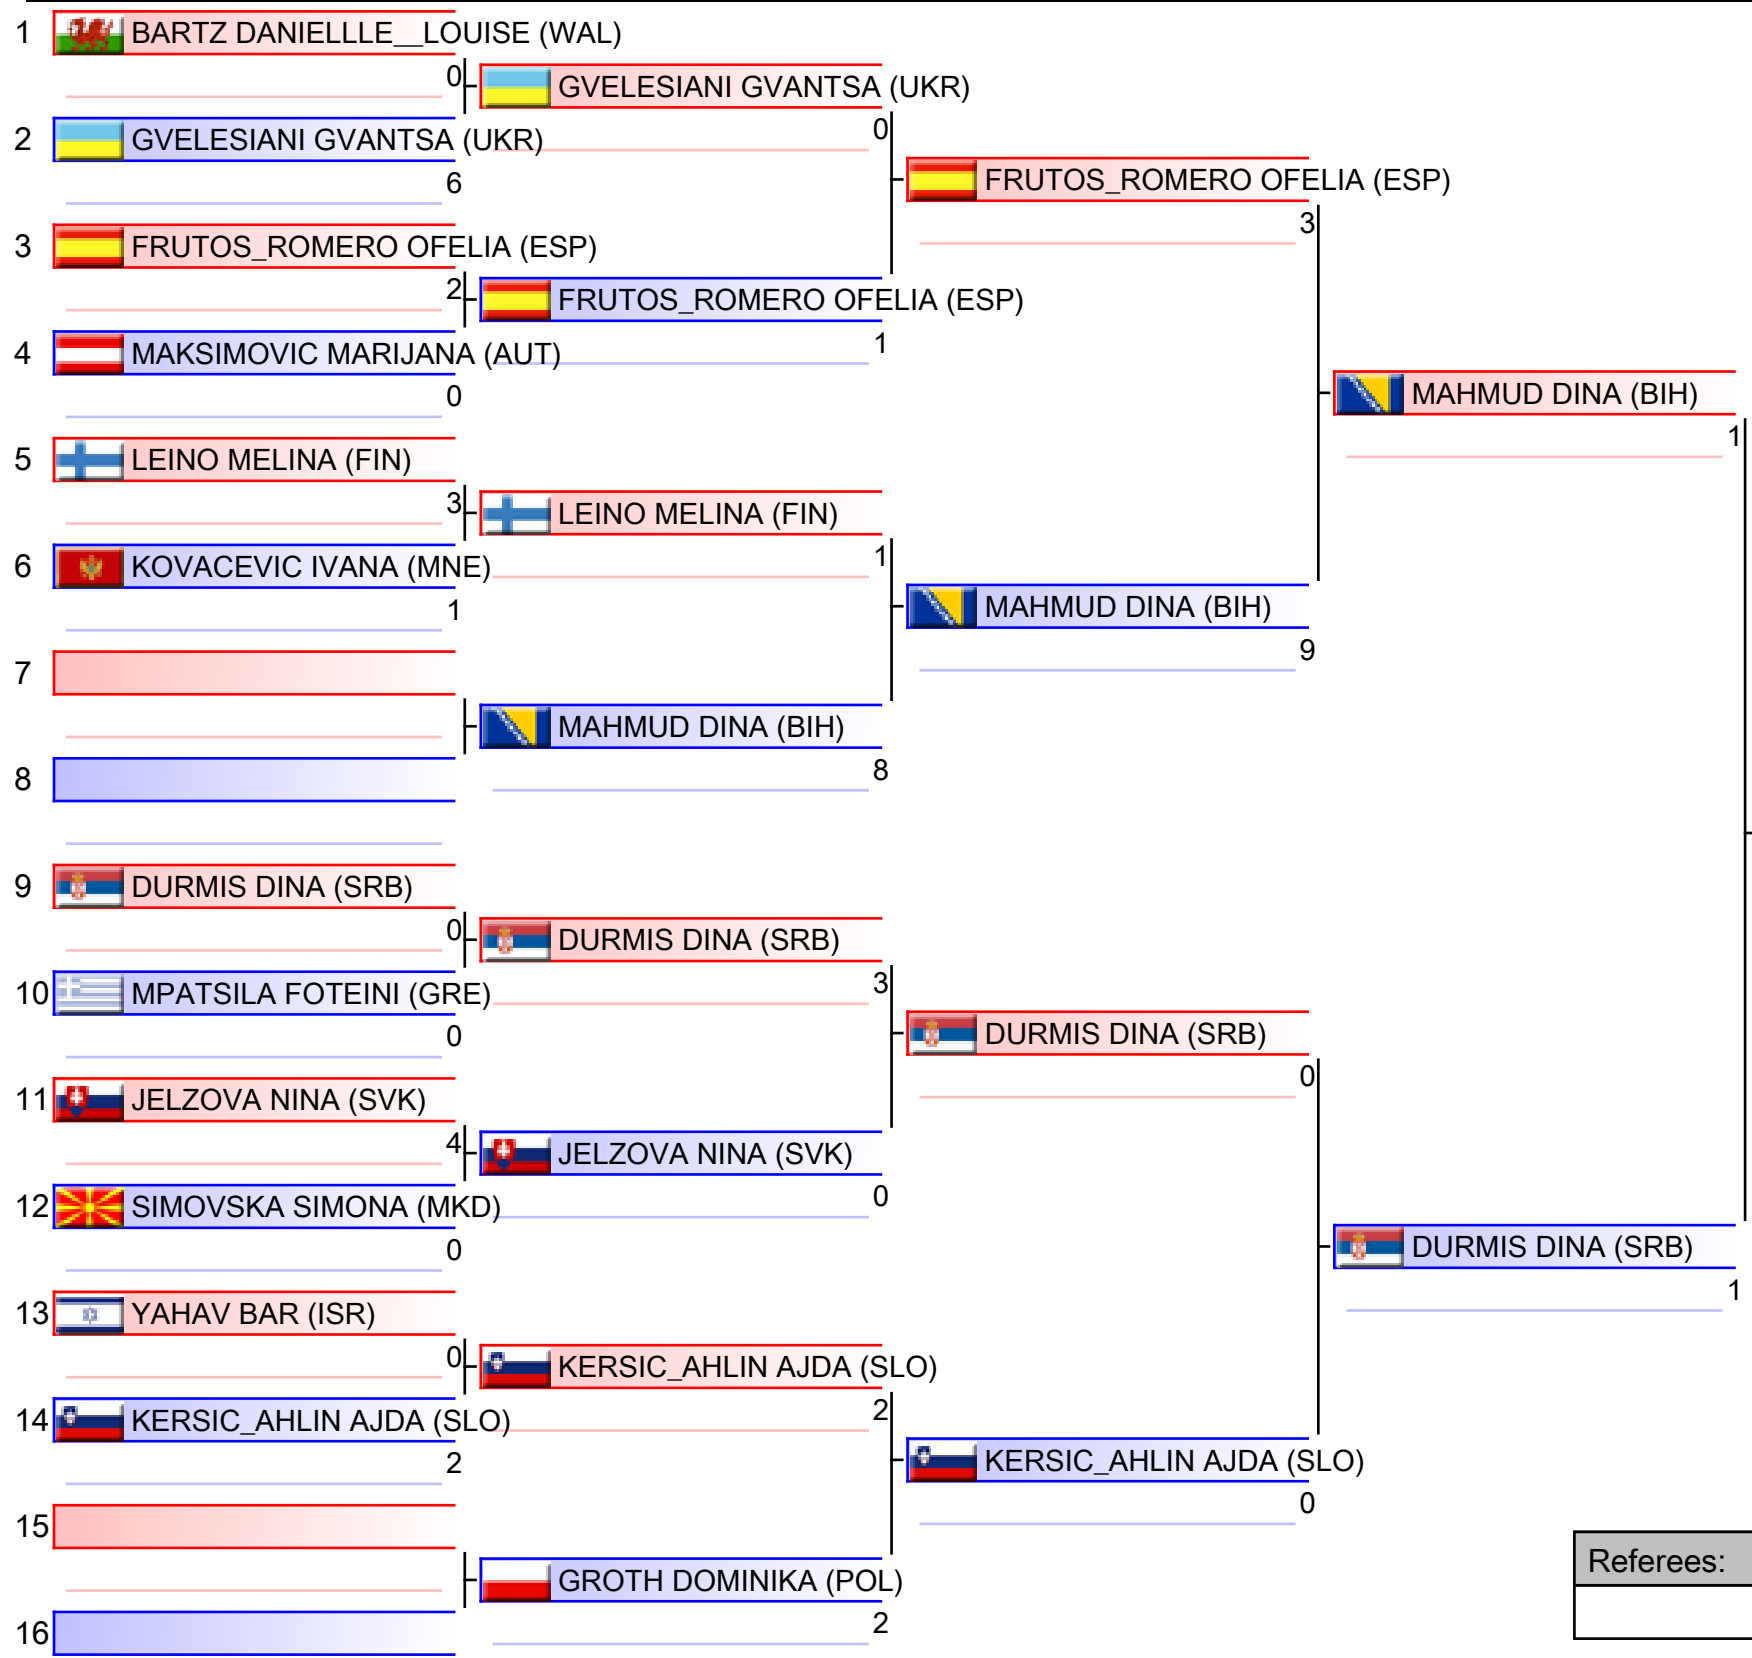 1 BARTZ DANIELLLE__LOUISE (WAL)
0
2 GVELESIANI GVANTSA (UKR)
6
3 FRUTOS_ROMERO OFELIA (ESP)
2
4 MAKSIMOVIC MARIJANA (AUT)
0
5 LEINO MELINA (FIN)
3
6 KOVACEVIC IVANA (MNE)
1
7
8
9 DURMIS DINA (SRB)
0
10 MPATSILA FOTEINI (GRE)
0
11 JELZOVA NINA (SVK)
4
12 SIMOVSKA SIMONA (MKD)
0
13 YAHAV BAR (ISR)
0
14 KERSIC_AHLIN AJDA (SLO)
2
15
16
GVELESIANI GVANTSA (UKR)
0
FRUTOS_ROMERO OFELIA (ESP)
1
LEINO MELINA (FIN)
1
MAHMUD DINA (BIH)
8
DURMIS DINA (SRB)
3
JELZOVA NINA (SVK)
0
KERSIC_AHLIN AJDA (SLO)
2
GROTH DOMINIKA (POL)
2
FRUTOS_ROMERO OFELIA (ESP)
3
MAHMUD DINA (BIH)
9
DURMIS DINA (SRB)
0
KERSIC_AHLIN AJDA (SLO)
0
MAHMUD DINA (BIH)
1
DURMIS DINA (SRB)
1
Referees: